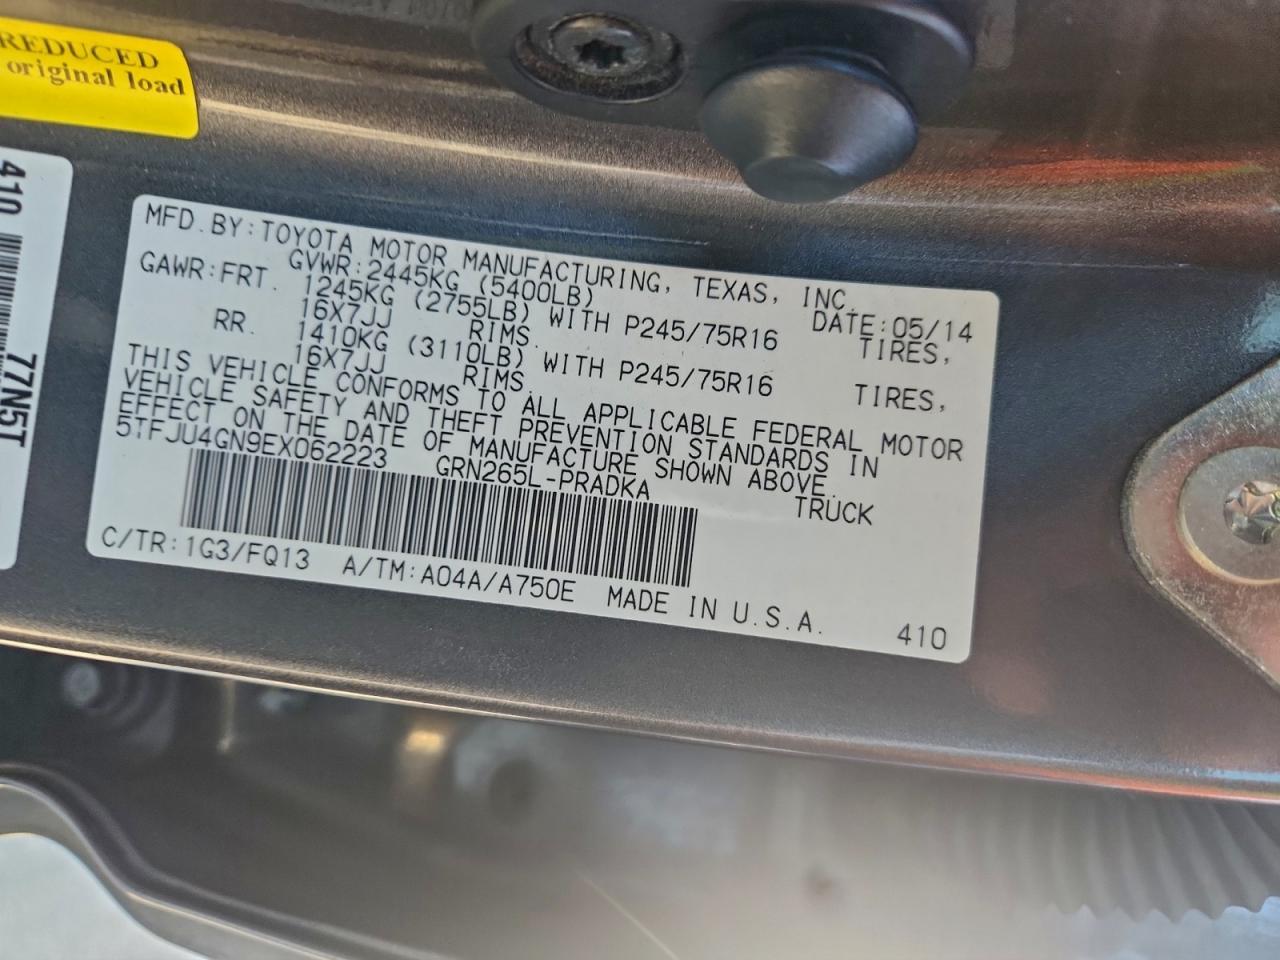 REDUCED
original load
410
77N5T
MFD. BY: TOYOTA MOTOR MANUFACTURING, TEXAS, INC.
GVWR: 2445KG (5400LB) DATE: 05/14
GAWR: FRT. 1245KG (2755LB) WITH P245/75R16 TIRES,
16X7JJ RIMS.
RR. 1410KG (3110LB) WITH P245/75R16 TIRES,
16X7JJ RIMS.
THIS VEHICLE CONFORMS TO ALL APPLICABLE FEDERAL MOTOR
VEHICLE SAFETY AND THEFT PREVENTION STANDARDS IN
EFFECT ON THE DATE OF MANUFACTURE SHOWN ABOVE.
5TFJU4GN9EX062223 GRN265L-PRADKA TRUCK
C/TR: 1G3/FQ13 A/TM: A04A/A750E MADE IN U.S.A.
410